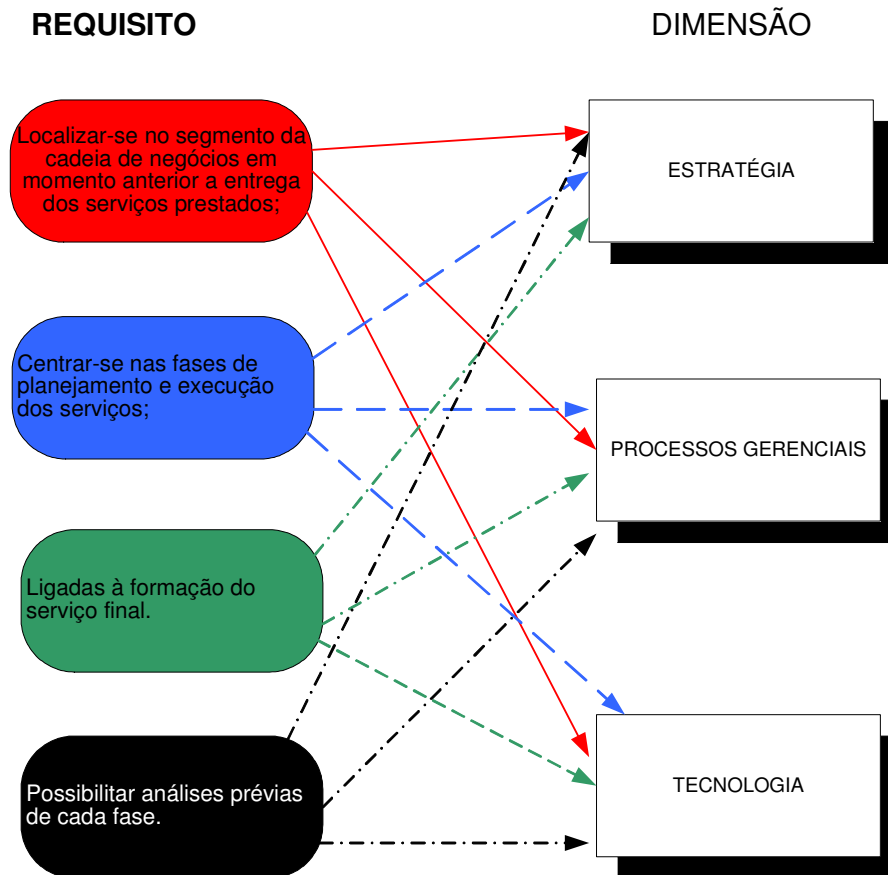 REQUISITO
DIMENSÃO
Localizar-se no segmento da
cadeia de negócios em
momento anterior a entrega
dos serviços prestados;
ESTRATÉGIA
Centrar-se nas fases de
planejamento e execução
dos serviços;
PROCESSOS GERENCIAIS
Ligadas à formação do
serviço final.
Possibilitar análises prévias
de cada fase.
TECNOLOGIA